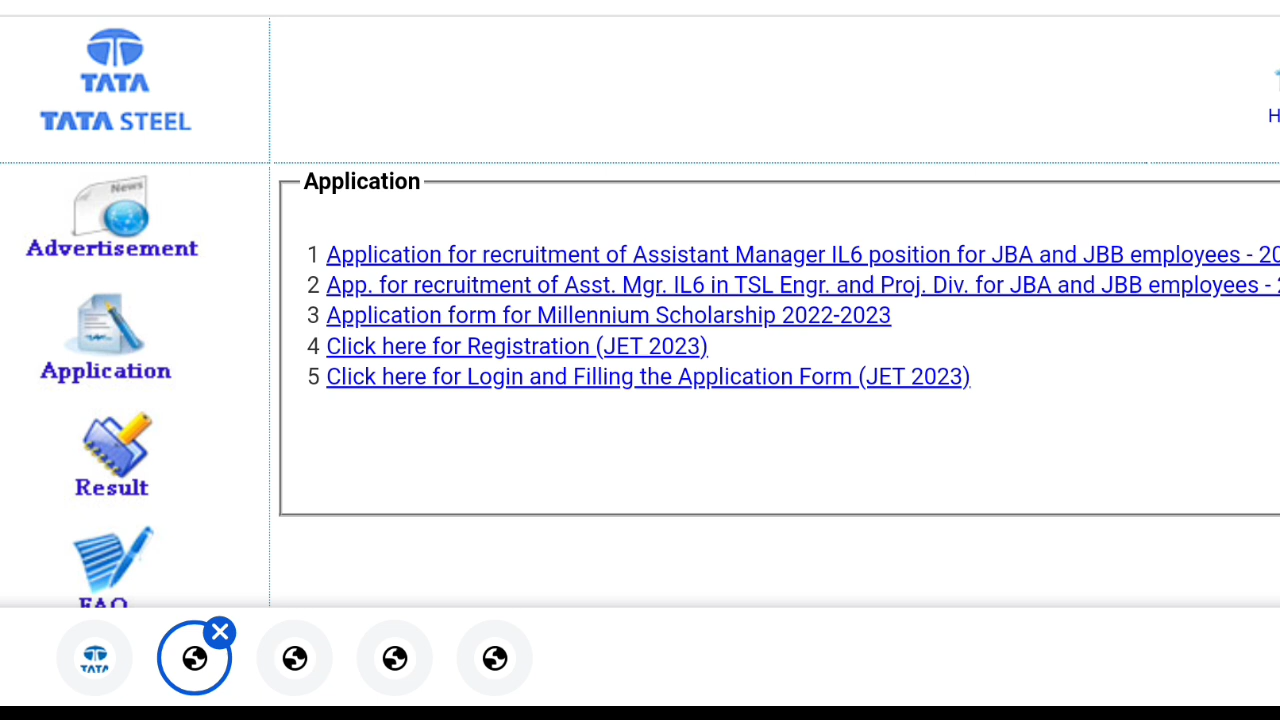 TATA
TATA STEEL
H
News
Advertisement
Application
Result
FAQ
Application
1 Application for recruitment of Assistant Manager IL6 position for JBA and JBB employees - 20
2 App. for recruitment of Asst. Mgr. IL6 in TSL Engr. and Proj. Div. for JBA and JBB employees -
3 Application form for Millennium Scholarship 2022-2023
4 Click here for Registration (JET 2023)
5 Click here for Login and Filling the Application Form (JET 2023)
TATA